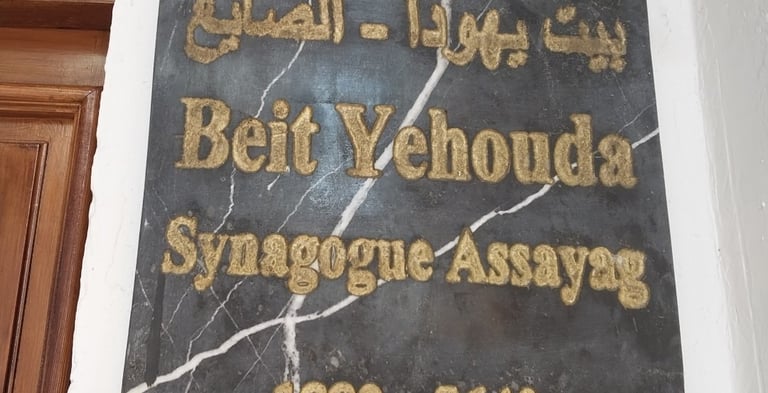 بيت يهودا - الصايغ
Beit Yehouda
Synagogue Assayag